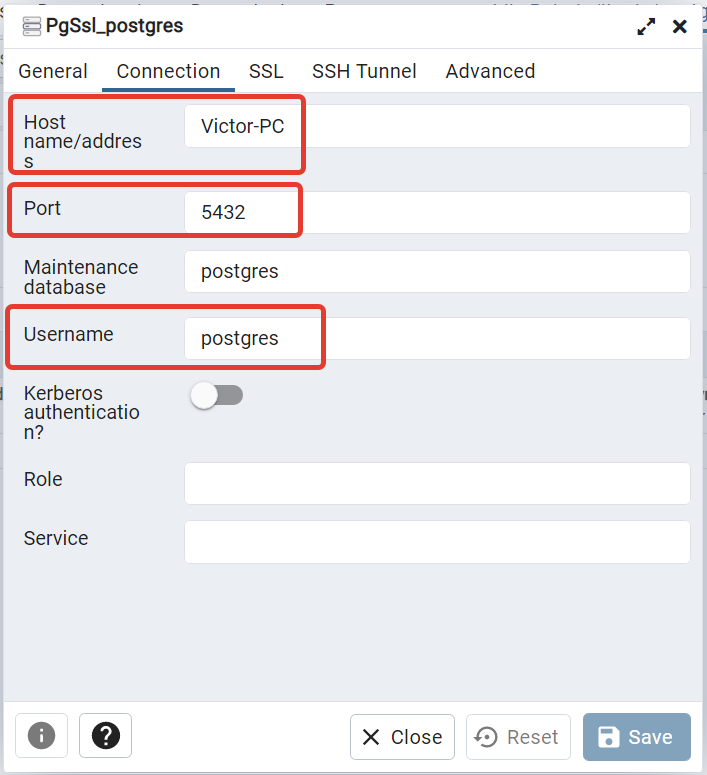 PgSsl_postgres
General Connection SSL SSH Tunnel Advanced
Host
name/addres
s
Victor-PC
Port
5432
Maintenance
database
postgres
Username
postgres
Kerberos
authenticatio
n?
Role
Service
Close Reset Save